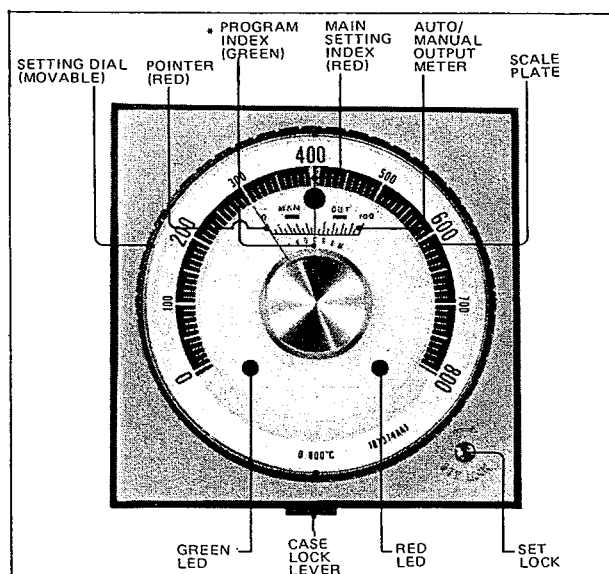 * PROGRAM
INDEX
(GREEN)
MAIN
SETTING
INDEX
(RED)
AUTO/
MANUAL
OUTPUT
METER
SETTING DIAL
(MOVABLE)
POINTER
(RED)
SCALE
PLATE
0
100
200
300
400
500
600
700
800
MAN
OUT
0
100
0-800°C
GREEN
LED
CASE
LOCK
LEVER
RED
LED
SET
LOCK